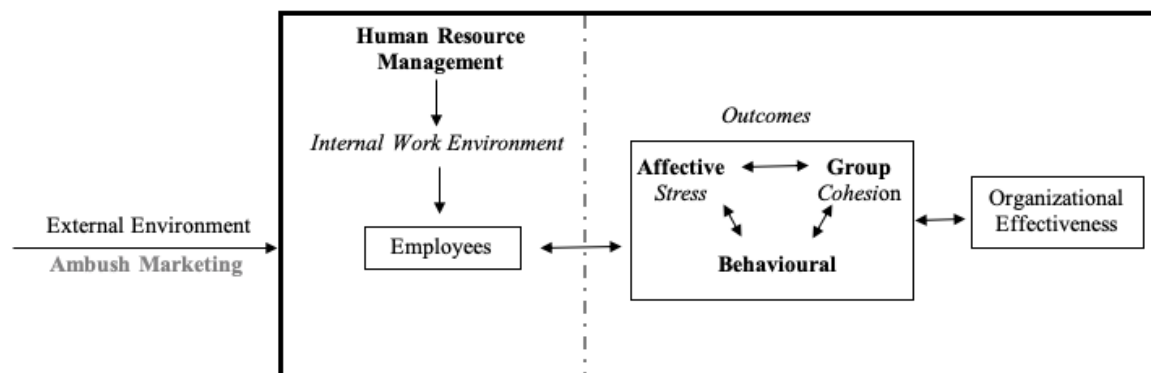 Human Resource
Management
Internal Work Environment
Employees
External Environment
Ambush Marketing
Outcomes
Affective
Stress
Group
Cohesion
Behavioural
Organizational
Effectiveness